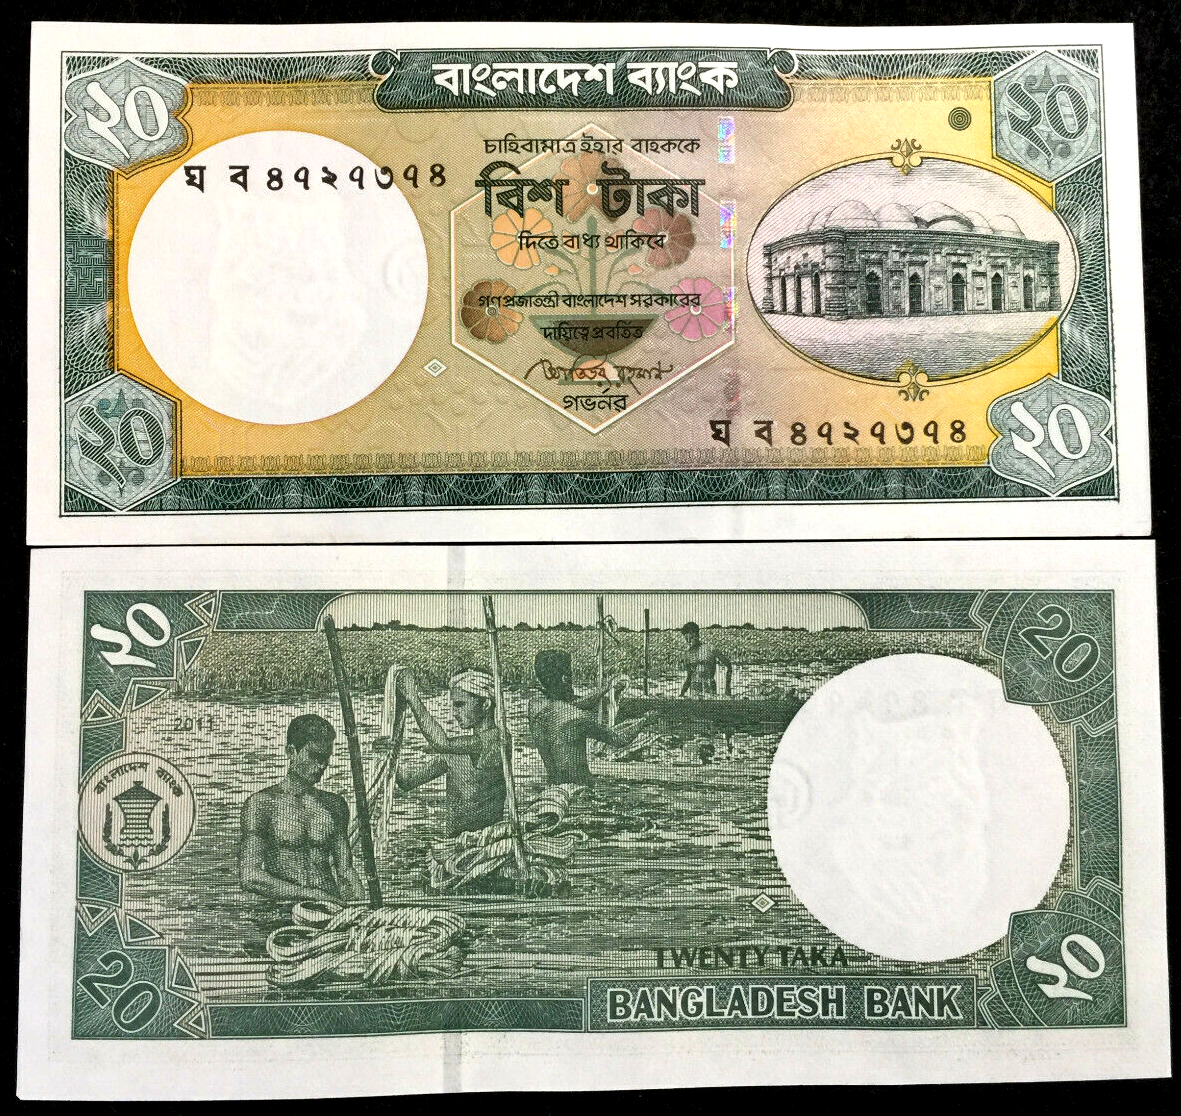 বাংলাদেশ ব্যাংক
২০
২০
চাহিবামাত্র ইহার বাহককে
ঘ ব ৪৭২৭৩৭৪
বিশ টাকা
দিতে বাধ্য থাকিবে
গণপ্রজাতন্ত্রী বাংলাদেশ সরকারের
দায়িত্বে প্রবর্তিত
গভর্নর
ঘ ব ৪৭২৭৩৭৪
২০
২০
২০
20
2011
বাংলাদেশ ব্যাংক
TWENTY TAKA
২০
20
BANGLADESH BANK